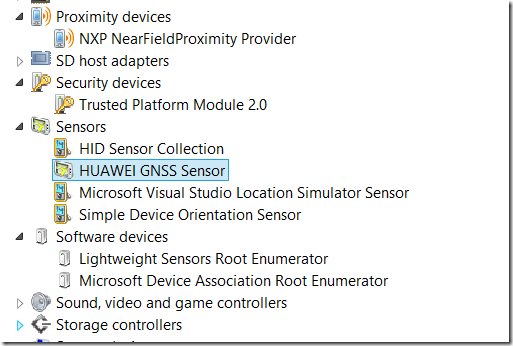 Proximity devices
NXP NearFieldProximity Provider
SD host adapters
Security devices
Trusted Platform Module 2.0
Sensors
HID Sensor Collection
HUAWEI GNSS Sensor
Microsoft Visual Studio Location Simulator Sensor
Simple Device Orientation Sensor
Software devices
Lightweight Sensors Root Enumerator
Microsoft Device Association Root Enumerator
Sound, video and game controllers
Storage controllers